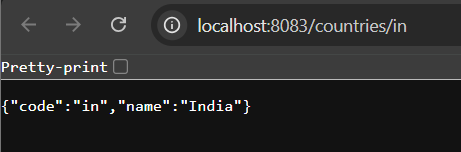 localhost:8083/countries/in
Pretty-print
{"code":"in","name":"India"}